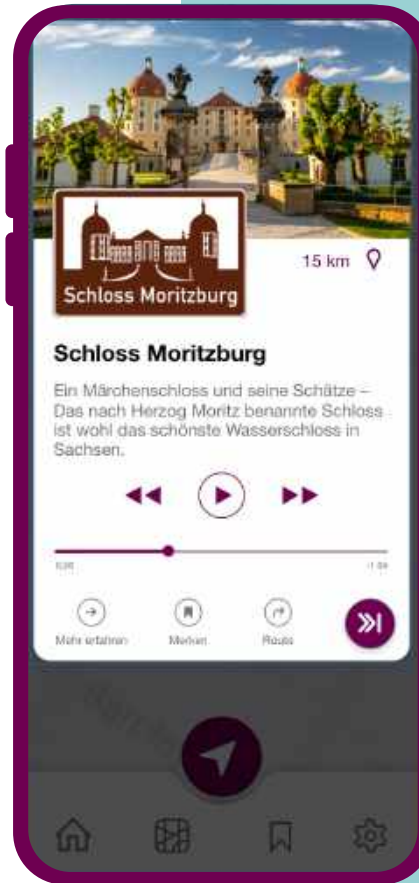 Schloss Moritzburg
15 km
Schloss Moritzburg
Ein Märchenschloss und seine Schätze –
Das nach Herzog Moritz benannte Schloss
ist wohl das schönste Wasserschloss in
Sachsen.
Mehr erfahren
Merken
Route